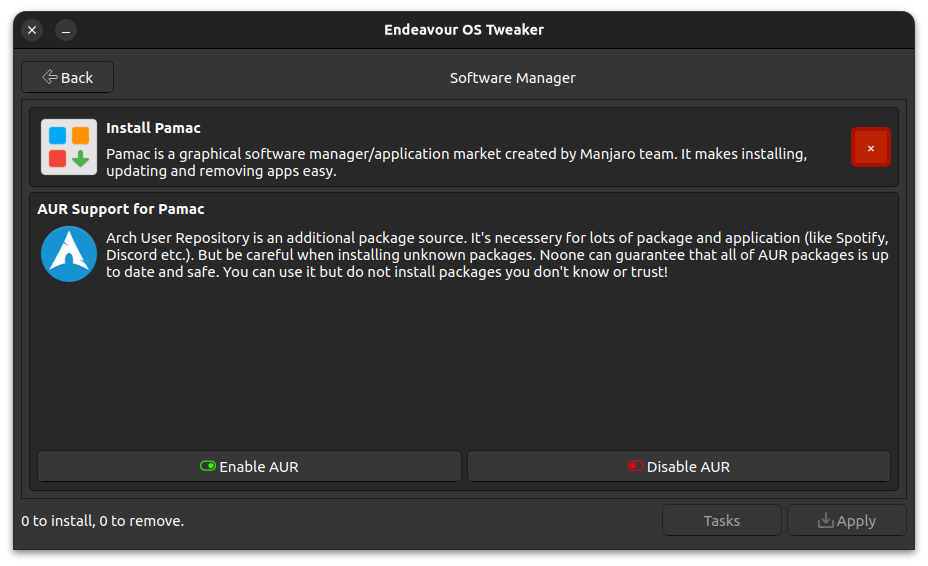 Endeavour OS Tweaker
Back
Software Manager
Install Pamac
Pamac is a graphical software manager/application market created by Manjaro team. It makes installing,
updating and removing apps easy.
AUR Support for Pamac
Arch User Repository is an additional package source. It's necessery for lots of package and application (like Spotify,
Discord etc.). But be careful when installing unknown packages. Noone can guarantee that all of AUR packages is up
to date and safe. You can use it but do not install packages you don't know or trust!
Enable AUR
Disable AUR
0 to install, 0 to remove.
Tasks
Apply